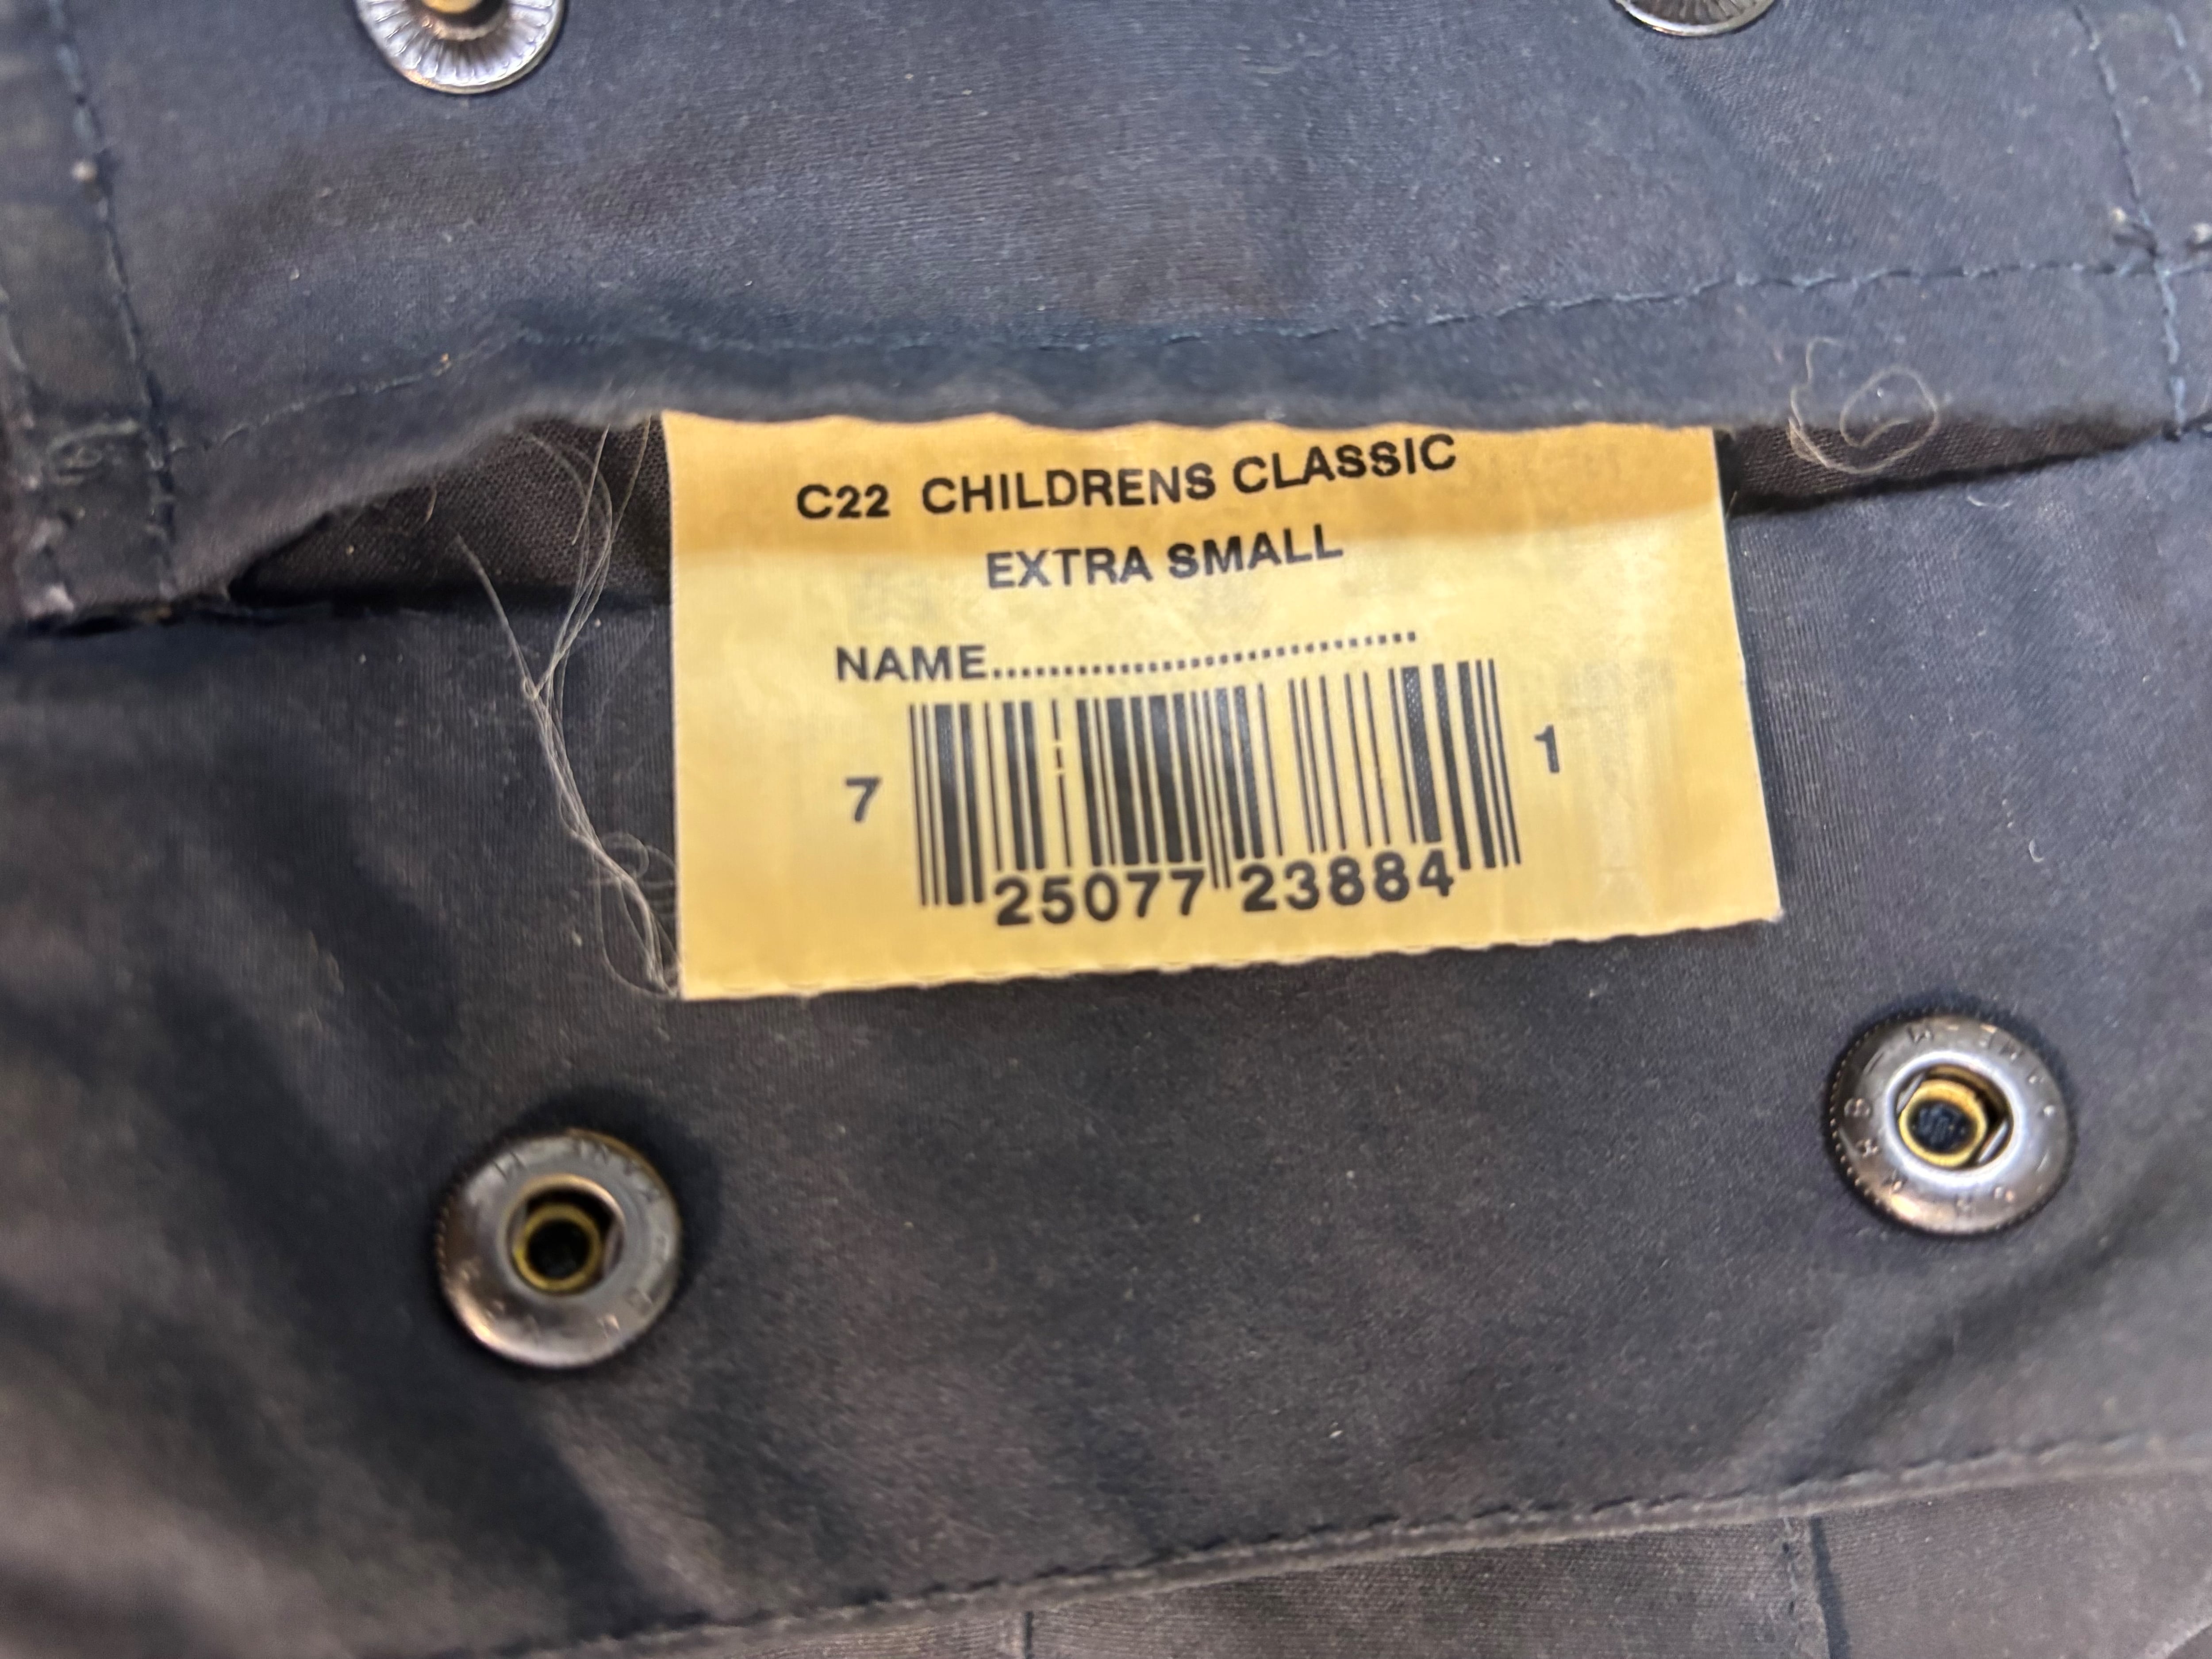 C22 CHILDRENS CLASSIC
EXTRA SMALL
NAME..............................
7 25077 23884 1